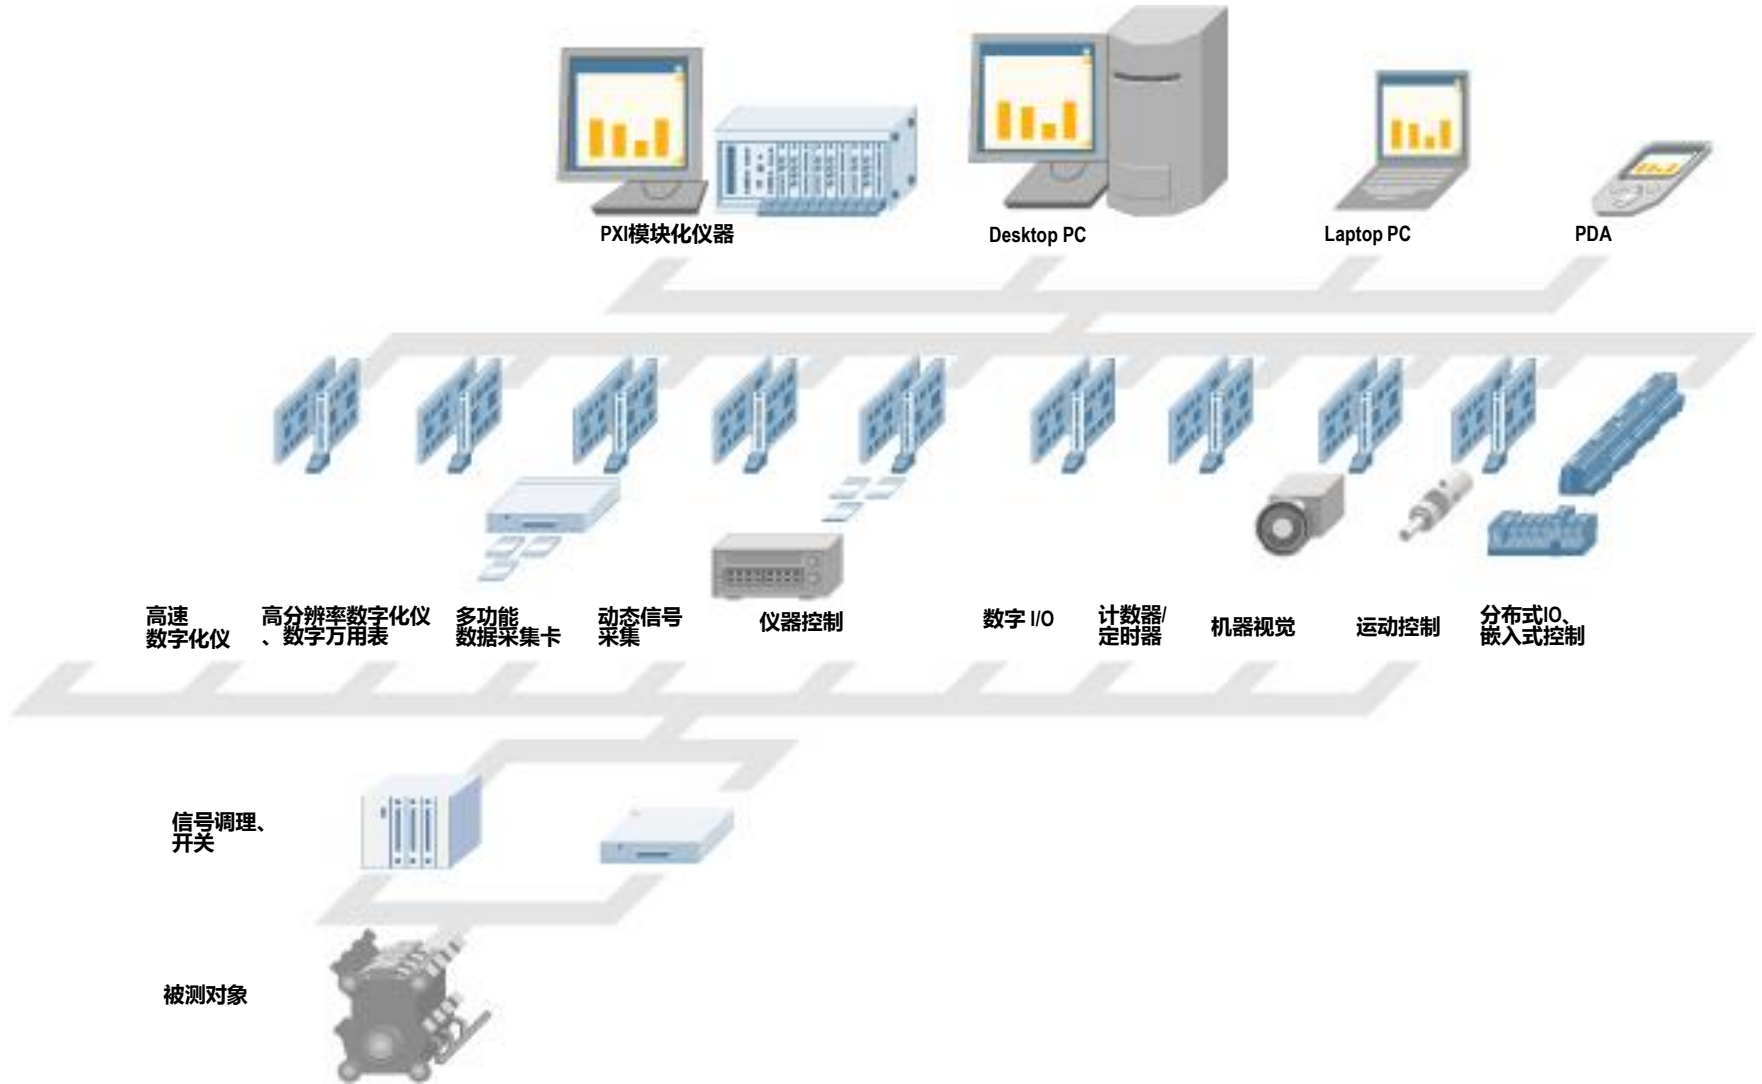 PXI模块化仪器
Desktop PC
Laptop PC
PDA
高速
数字化仪
高分辨率数字化仪
、数字万用表
多功能
数据采集卡
动态信号
采集
仪器控制
数字 I/O
计数器/
定时器
机器视觉
运动控制
分布式IO、
嵌入式控制
信号调理、
开关
被测对象